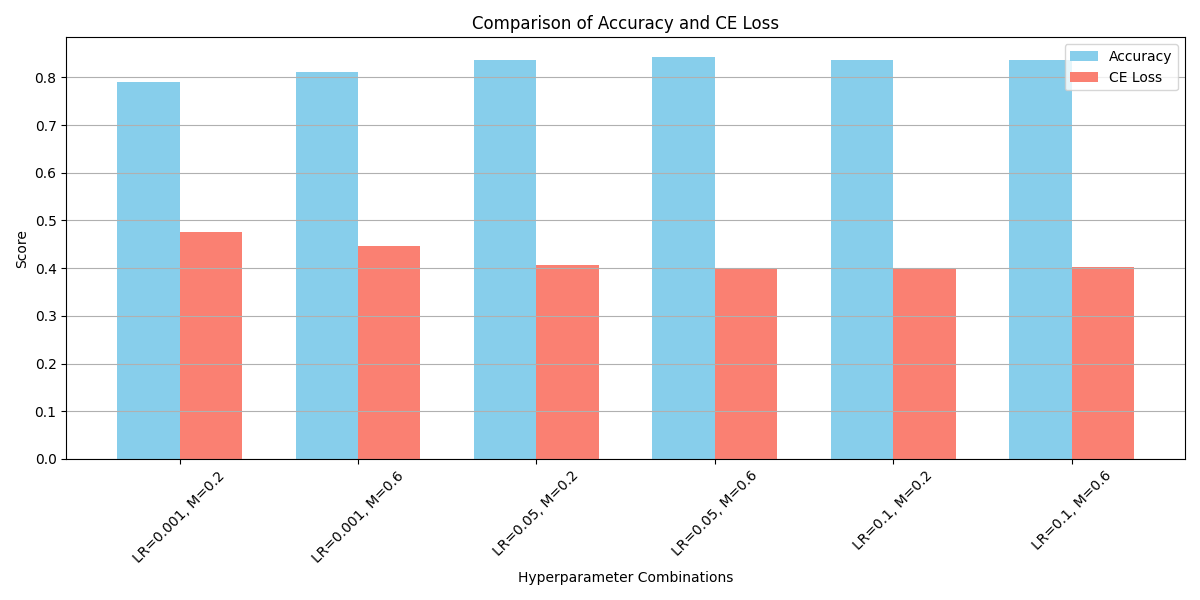 Comparison of Accuracy and CE Loss
Accuracy
CE Loss
0.8
0.7
0.6
0.5
0.4
0.3
0.2
0.1
0.0
Score
LR=0.001, M=0.2
LR=0.001, M=0.6
LR=0.05, M=0.2
LR=0.05, M=0.6
LR=0.1, M=0.2
LR=0.1, M=0.6
Hyperparameter Combinations